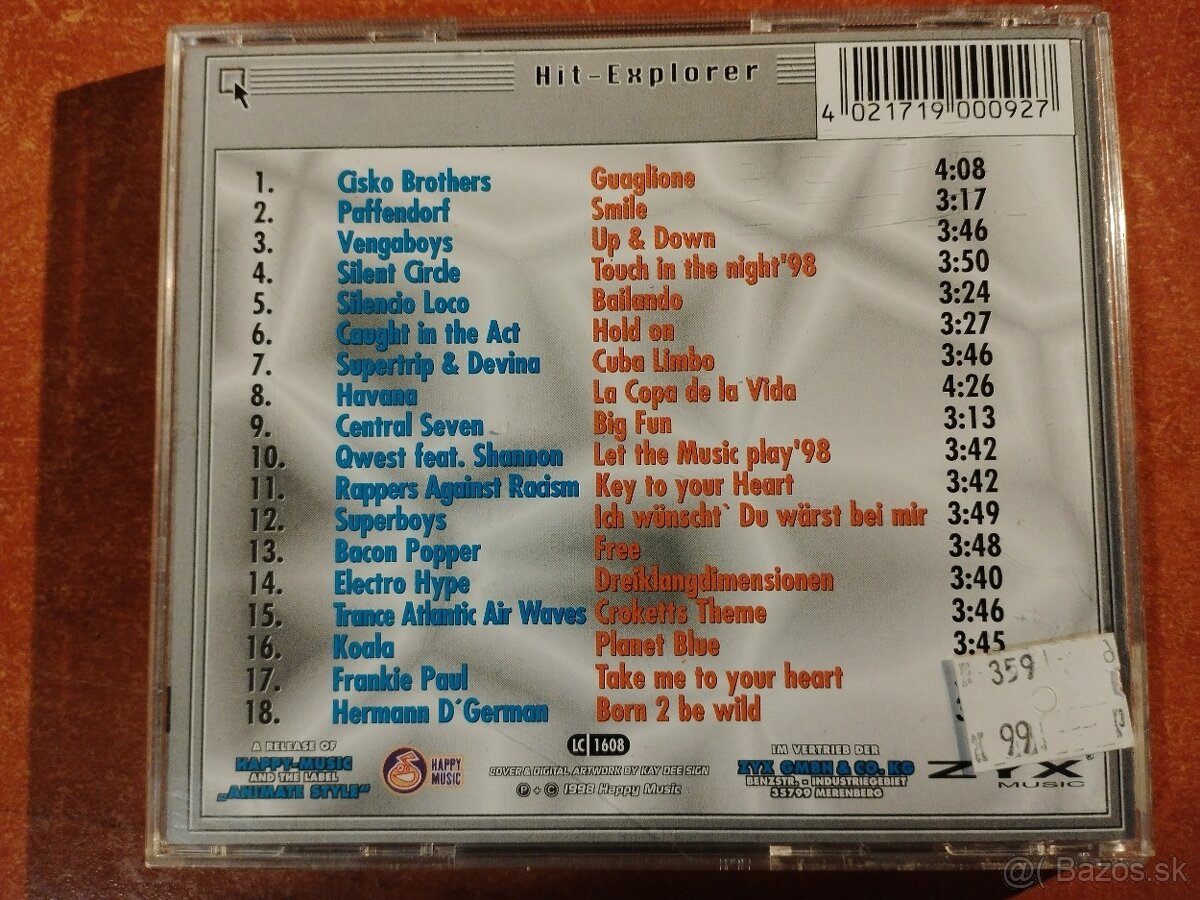 Hit-Explorer
4 021719 000927
1. Cisko Brothers Guaglione 4:08
2. Paffendorf Smile 3:17
3. Vengaboys Up & Down 3:46
4. Silent Circle Touch in the night'98 3:50
5. Silencio Loco Bailando 3:24
6. Caught in the Act Hold on 3:27
7. Supertrip & Devina Cuba Limbo 3:46
8. Havana La Copa de la Vida 4:26
9. Central Seven Big Fun 3:13
10. Qwest feat. Shannon Let the Music play'98 3:42
11. Rappers Against Racism Key to your Heart 3:42
12. Superboys Ich wünscht` Du wärst bei mir 3:49
13. Bacon Popper Free 3:48
14. Electro Hype Dreiklangdimensionen 3:40
15. Trance Atlantic Air Waves Croketts Theme 3:46
16. Koala Planet Blue 3:45
17. Frankie Paul Take me to your heart
18. Hermann D´German Born 2 be wild
359
99
A RELEASE OF
HAPPY-MUSIC
AND THE LABEL
„ANIMATE STYLE"
HAPPY
MUSIC
LC 1608
COVER & DIGITAL ARTWORK BY KAY DEE SIGN
℗ + © 1998 Happy Music
IM VERTRIEB DER
ZYX GMBH & CO. KG
BENZSTR. - INDUSTRIEGEBIET
35799 MERENBERG
ZYX®
MUSIC
@( Bazos.sk